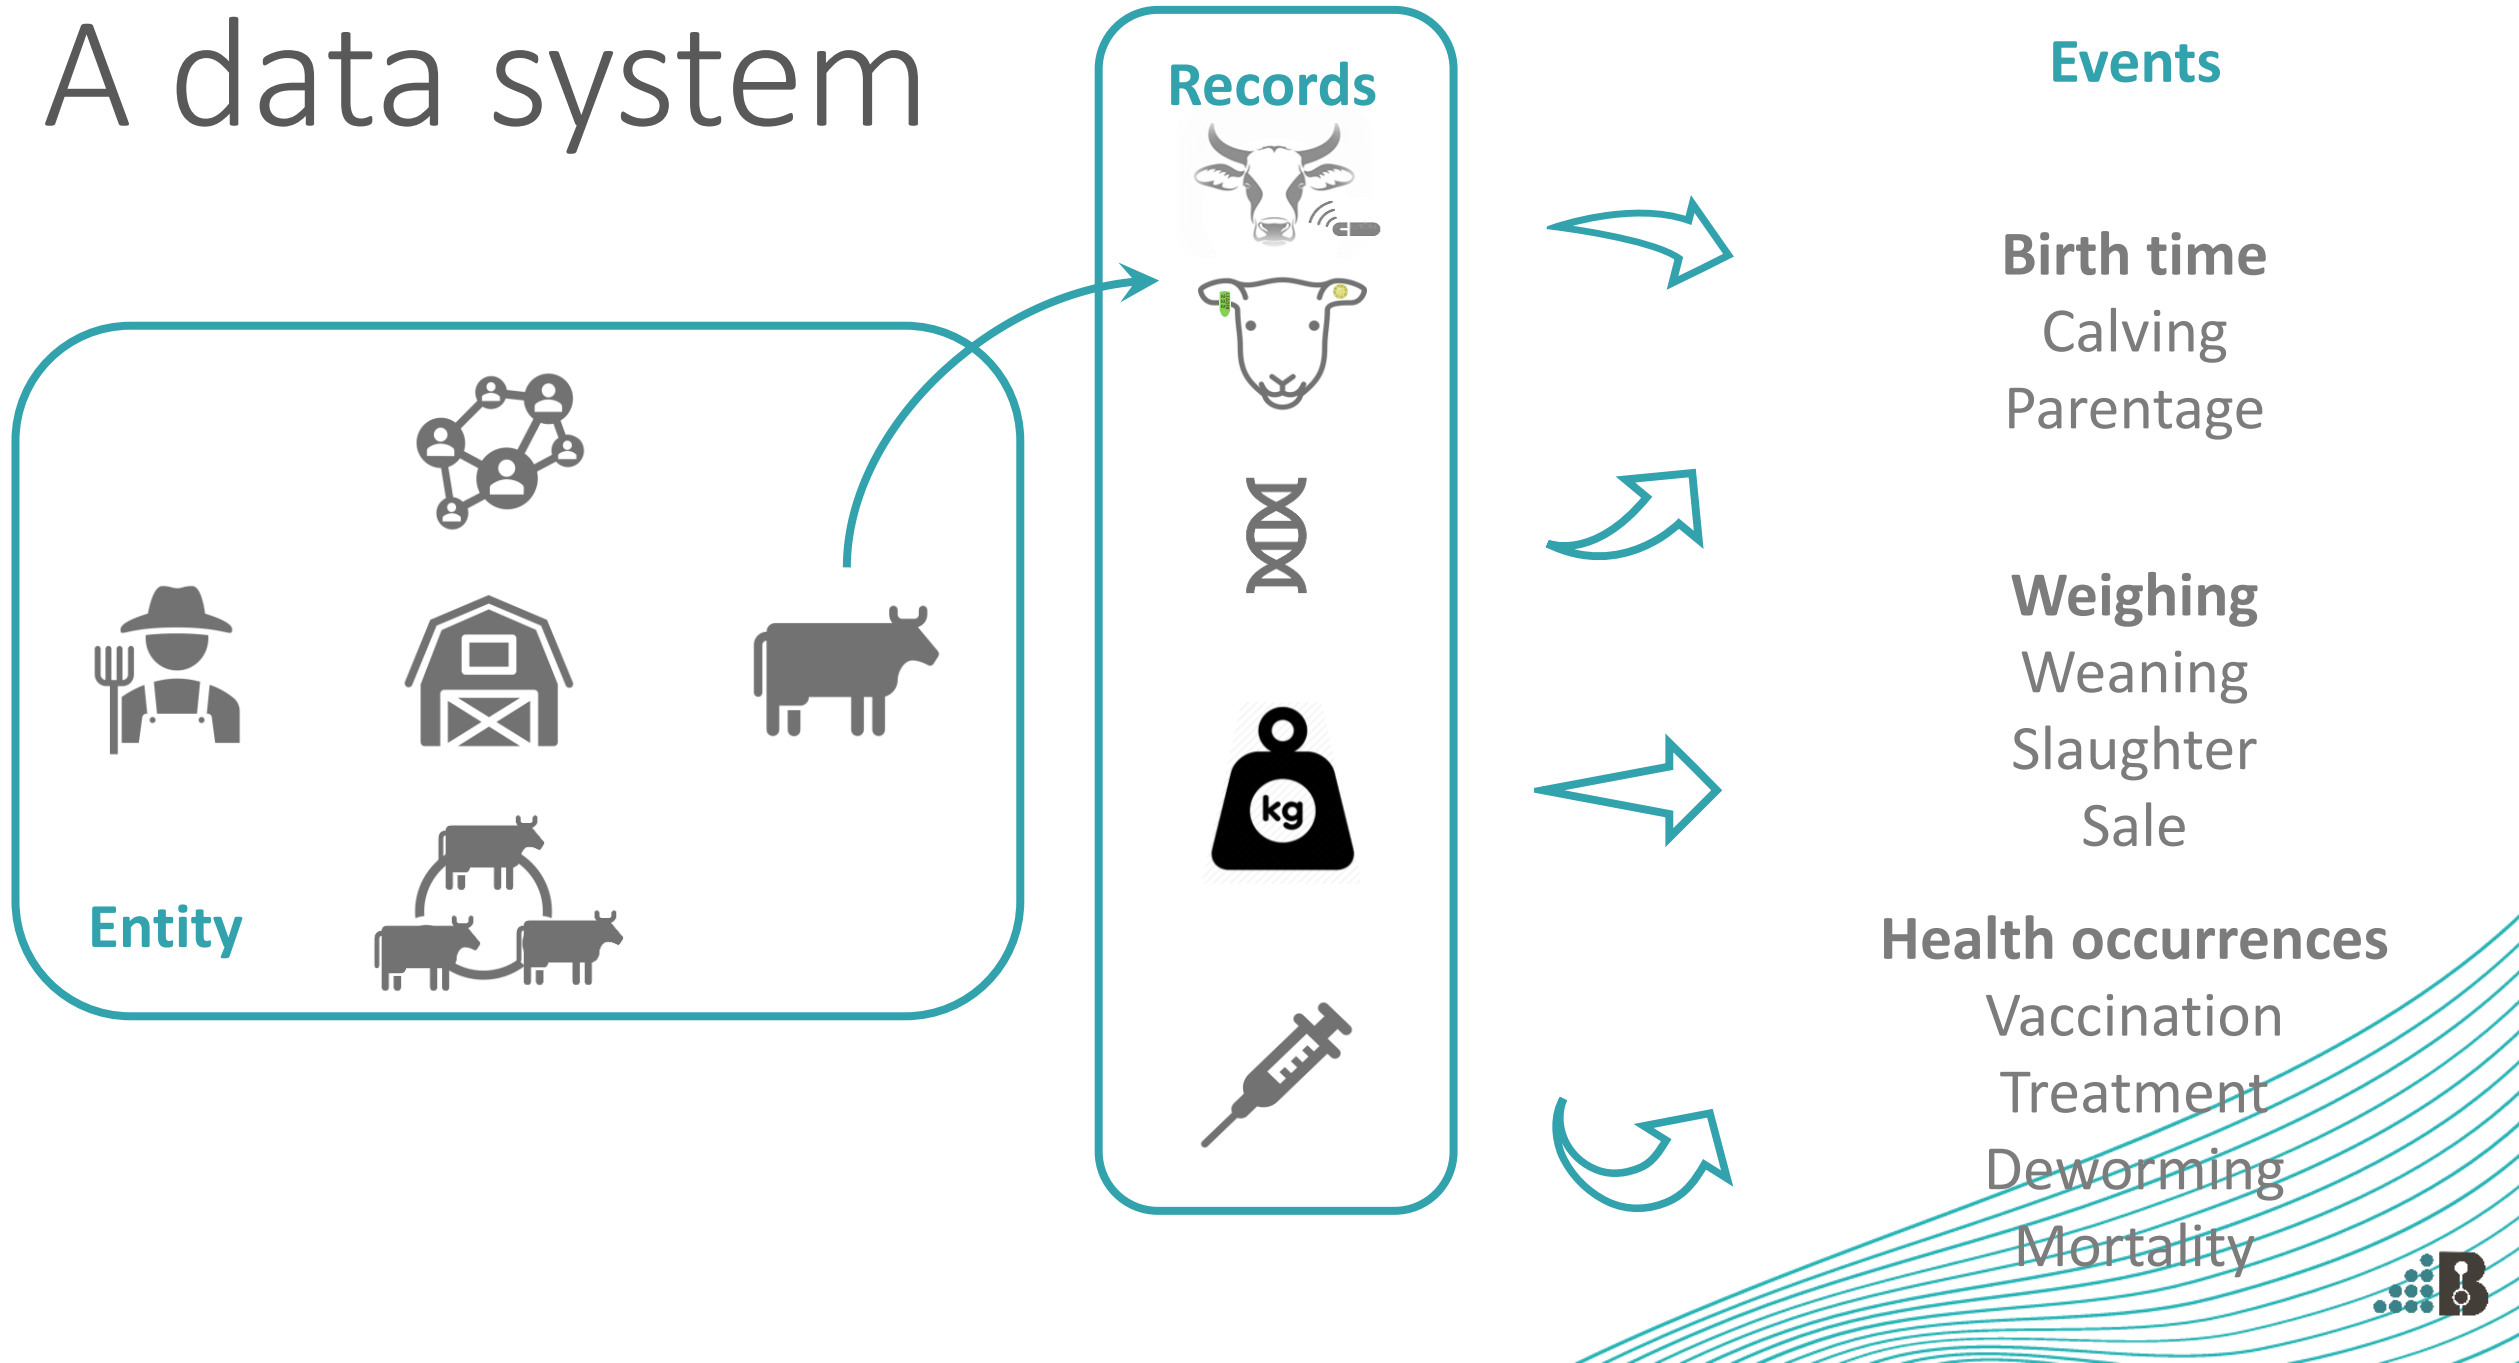 A data system
Records
Entity
kg
Events
Birth time
Calving
Parentage
Weighing
Weaning
Slaughter
Sale
Health occurrences
Vaccination
Treatment
Deworming
Mortality
B